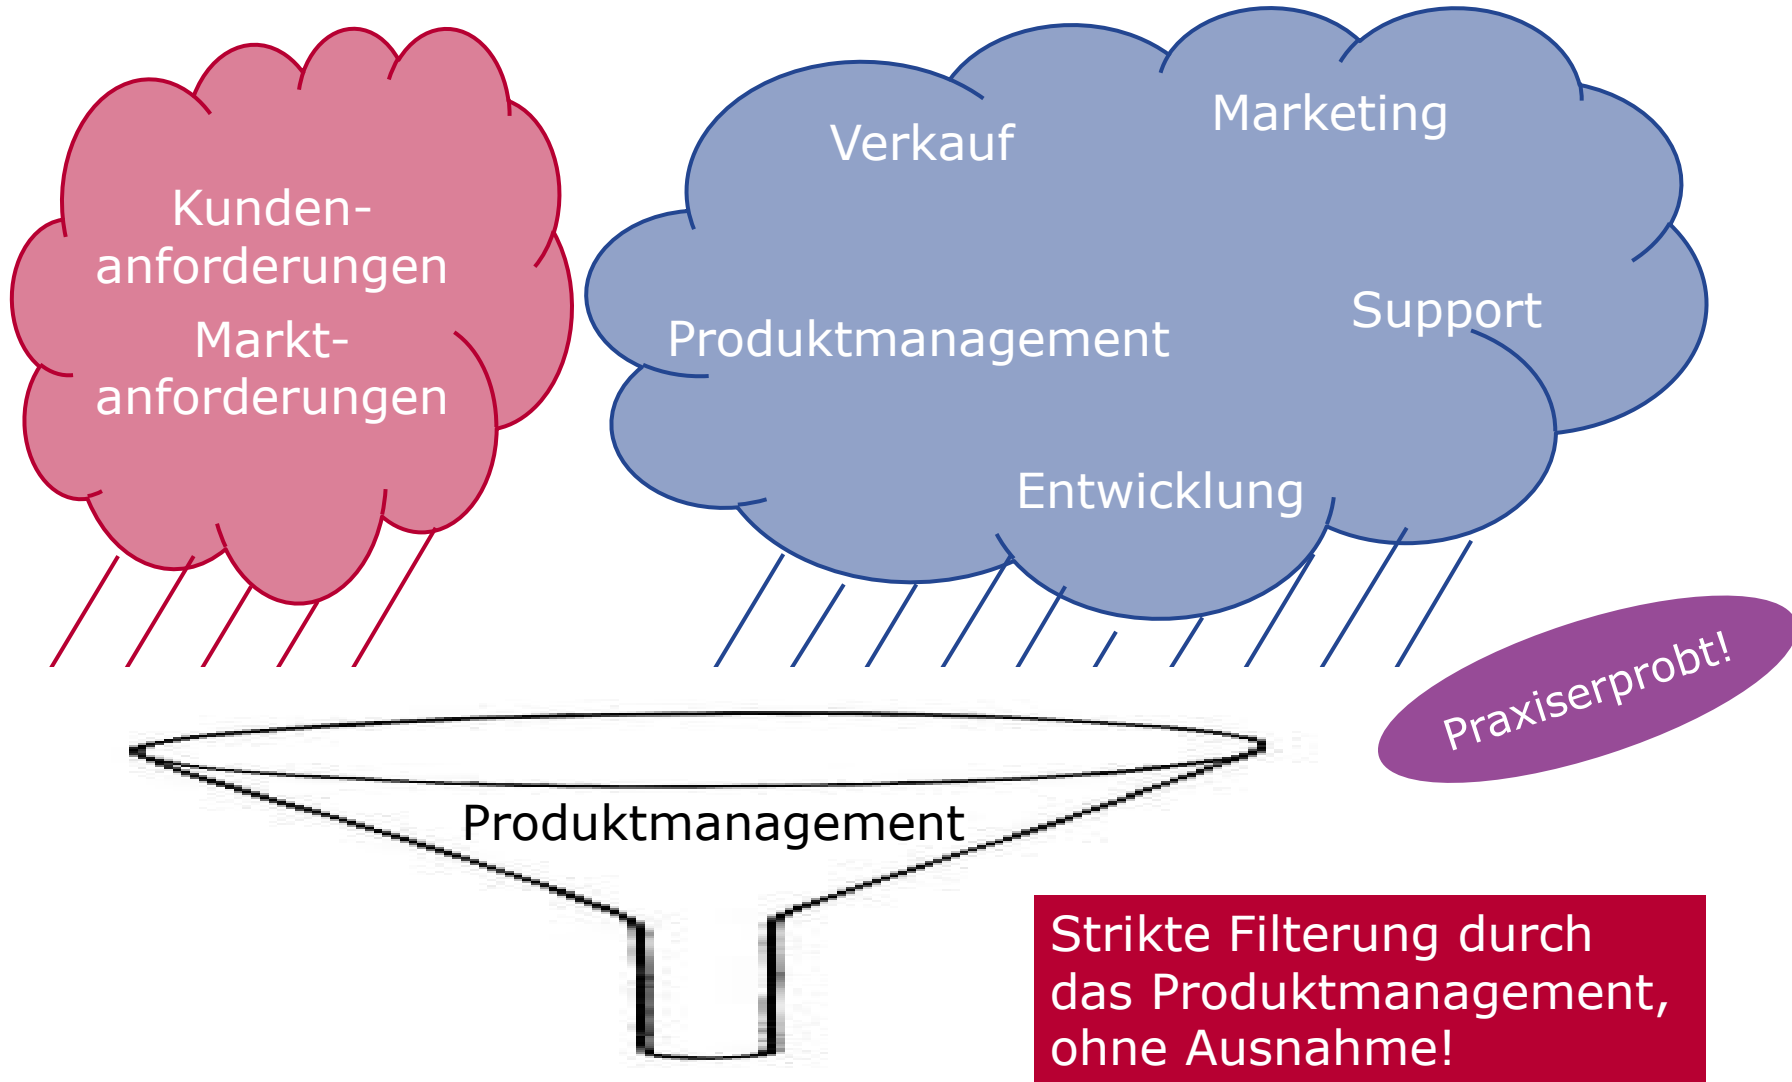 Kunden-
anforderungen
Markt-
anforderungen
Verkauf
Marketing
Produktmanagement
Support
Entwicklung
Praxiserprobt!
Produktmanagement
Strikte Filterung durch
das Produktmanagement,
ohne Ausnahme!